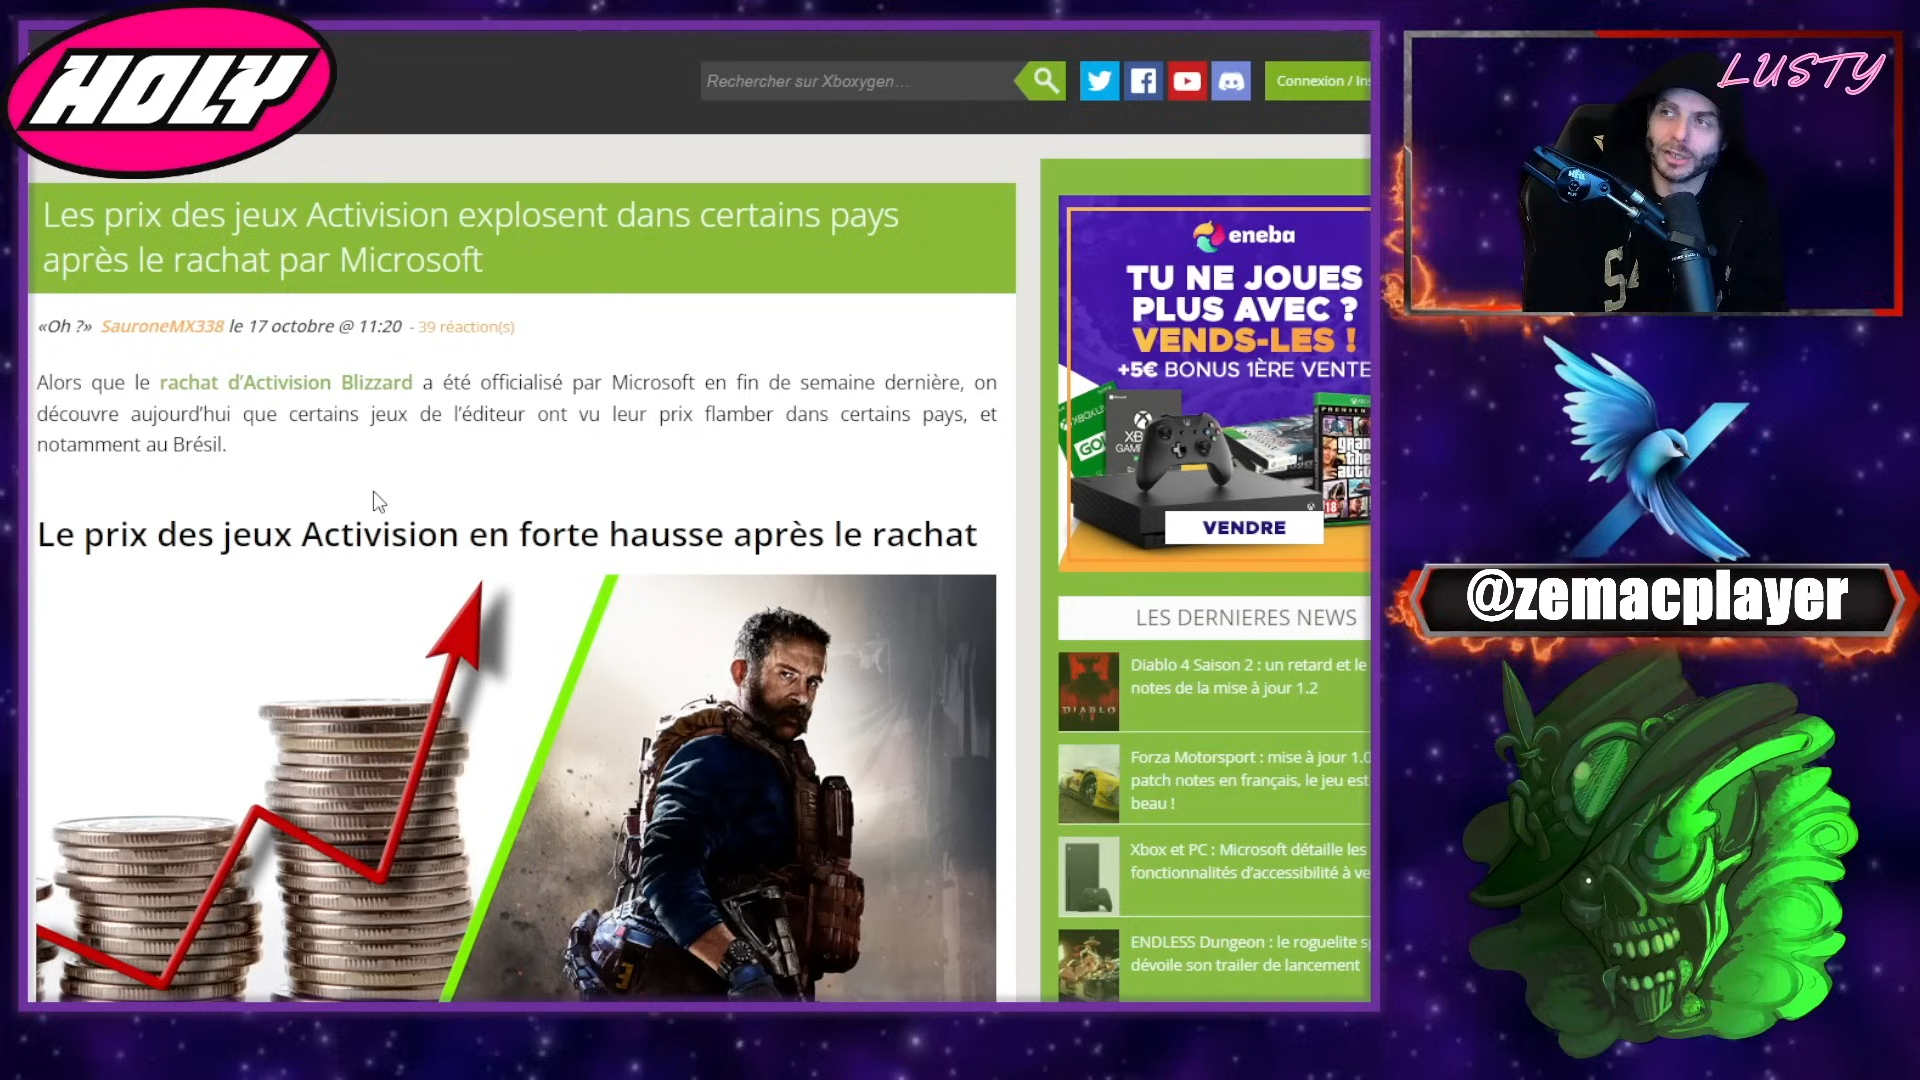 HOLY
Rechercher sur Xboxygen...
Connexion / Ins
LUSTY
Les prix des jeux Activision explosent dans certains pays
après le rachat par Microsoft
«Oh ?» SauroneMX338 le 17 octobre @ 11:20 - 39 réaction(s)
Alors que le rachat d'Activision Blizzard a été officialisé par Microsoft en fin de semaine dernière, on
découvre aujourd'hui que certains jeux de l'éditeur ont vu leur prix flamber dans certains pays, et
notamment au Brésil.
Le prix des jeux Activision en forte hausse après le rachat
eneba
TU NE JOUES
PLUS AVEC ?
VENDS-LES !
+5€ BONUS 1ÈRE VENTE
VENDRE
LES DERNIERES NEWS
Diablo 4 Saison 2 : un retard et le
notes de la mise à jour 1.2
DIABLO
Forza Motorsport : mise à jour 1.0
patch notes en français, le jeu est
beau !
Xbox et PC : Microsoft détaille les
fonctionnalités d'accessibilité à ve
ENDLESS Dungeon : le roguelite s
dévoile son trailer de lancement
@zemacplayer